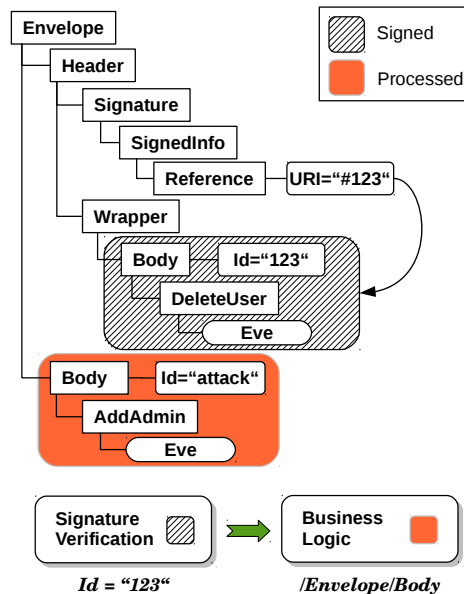 Envelope
Signed
Header
Processed
Signature
SignedInfo
Reference URI=“#123“
Wrapper
Body Id=“123“
DeleteUser
Eve
Body Id=“attack“
AddAdmin
Eve
Signature
Verification
Business
Logic
Id = “123“
/Envelope/Body